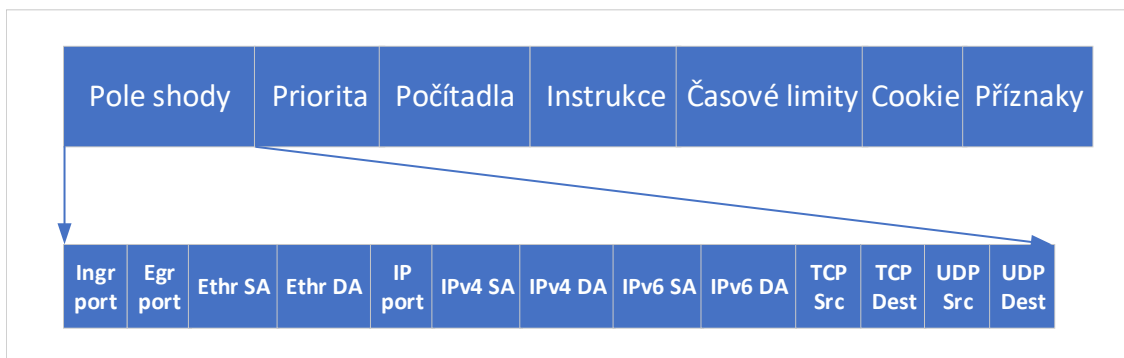 Pole shody Priorita Počítadla Instrukce Časové limity Cookie Příznaky
Ingr port Egr port Ethr SA Ethr DA IP port IPv4 SA IPv4 DA IPv6 SA IPv6 DA TCP Src TCP Dest UDP Src UDP Dest